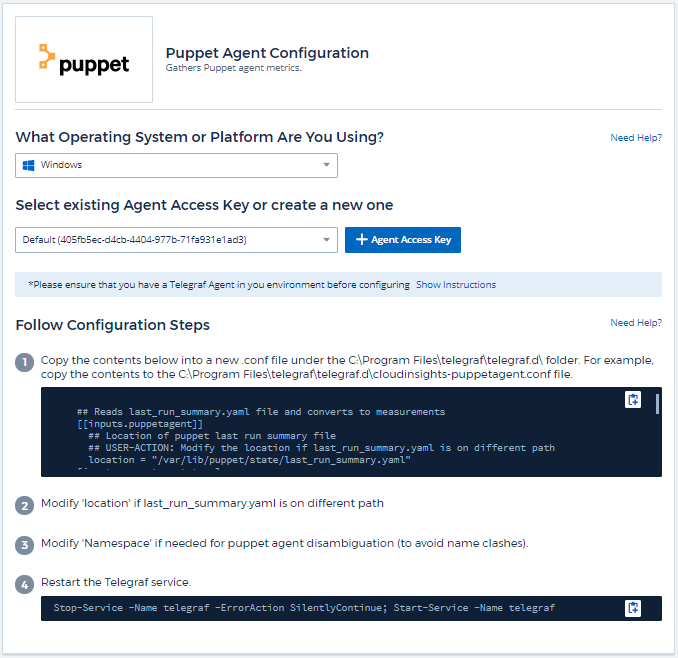 puppet
Puppet Agent Configuration
Gathers Puppet agent metrics.
What Operating System or Platform Are You Using?
Need Help?
Windows
Select existing Agent Access Key or create a new one
Default (405fb5ec-d4cb-4404-977b-71fa931e1ad3)
+ Agent Access Key
*Please ensure that you have a Telegraf Agent in you environment before configuring Show Instructions
Follow Configuration Steps
Need Help?
1 Copy the contents below into a new .conf file under the C:\Program Files\telegraf\telegraf.d\ folder. For example,
copy the contents to the C:\Program Files\telegraf\telegraf.d\cloudinsights-puppetagent.conf file.
## Reads last_run_summary.yaml file and converts to measurements
[[inputs.puppetagent]]
## Location of puppet last run summary file
## USER-ACTION: Modify the location if last_run_summary.yaml is on different path
location = "/var/lib/puppet/state/last_run_summary.yaml"
2 Modify 'location' if last_run_summary.yaml is on different path
3 Modify 'Namespace' if needed for puppet agent disambiguation (to avoid name clashes).
4 Restart the Telegraf service.
Stop-Service -Name telegraf -ErrorAction SilentlyContinue; Start-Service -Name telegraf